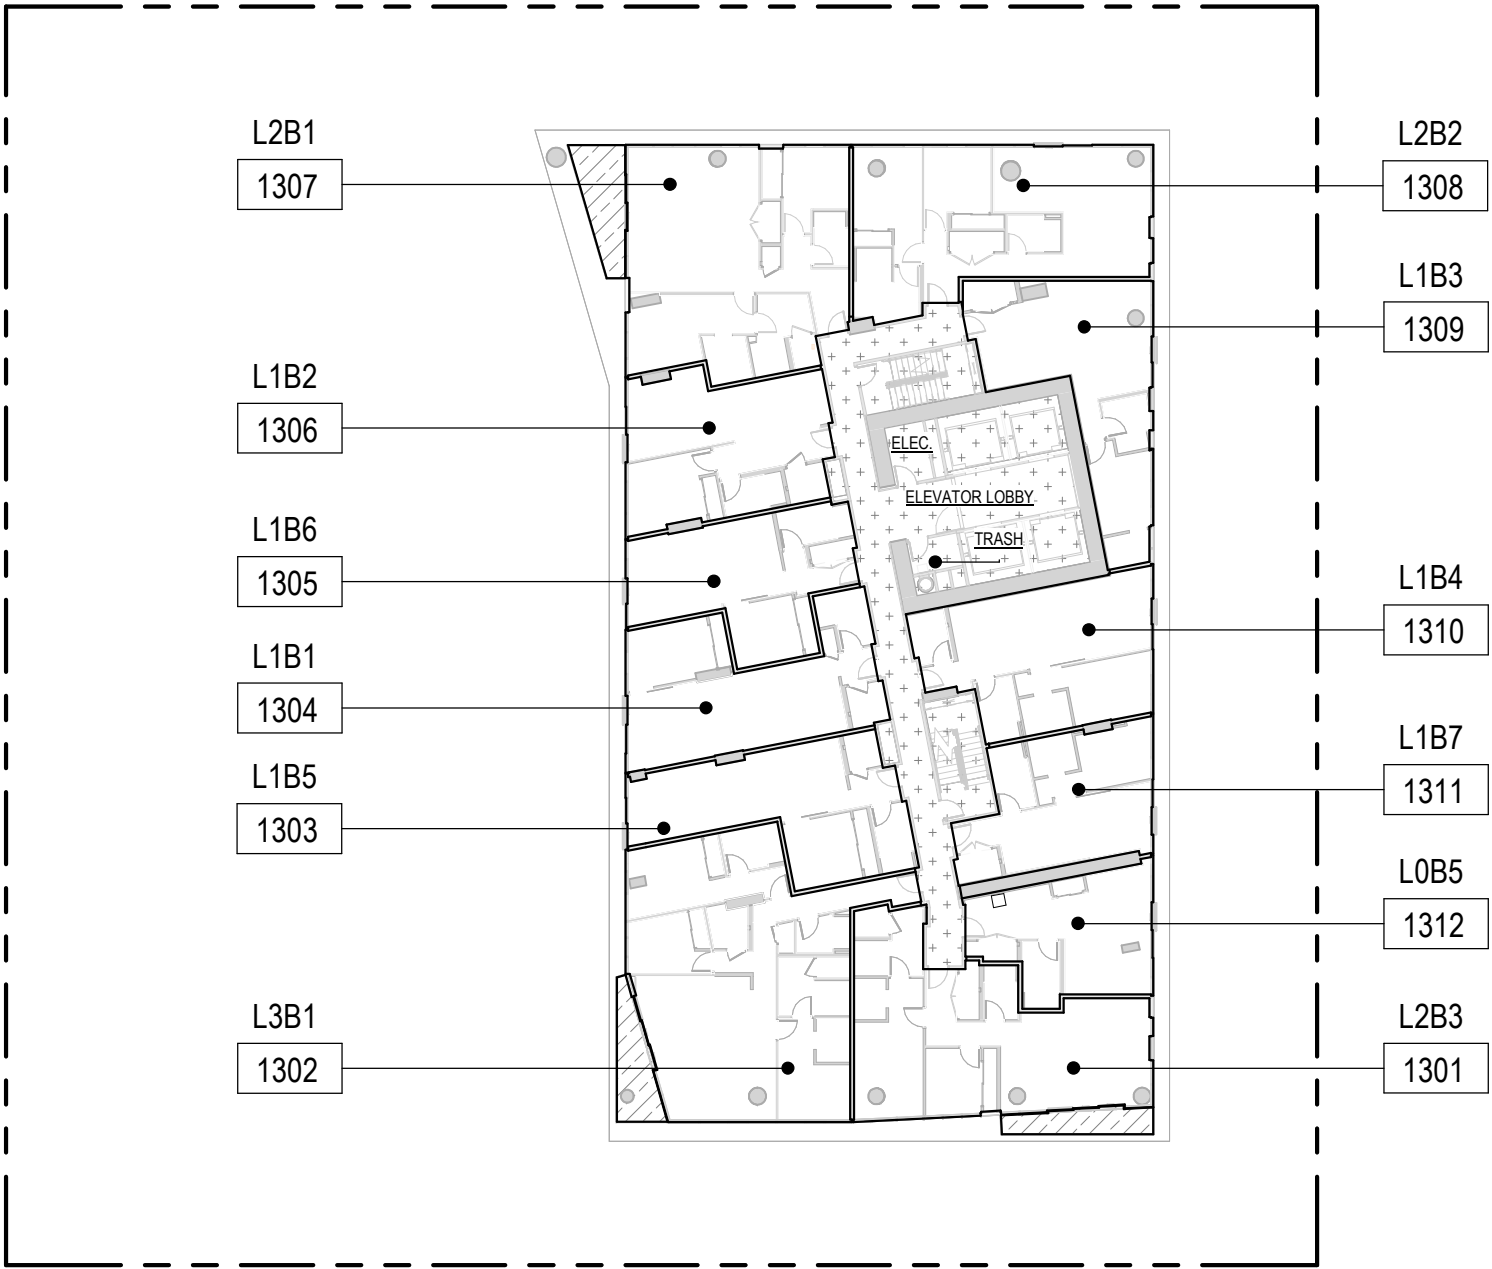 L2B1
1307
L1B2
1306
L1B6
1305
L1B1
1304
L1B5
1303
L3B1
1302
ELEC.
ELEVATOR LOBBY
TRASH
L2B2
1308
L1B3
1309
L1B4
1310
L1B7
1311
L0B5
1312
L2B3
1301